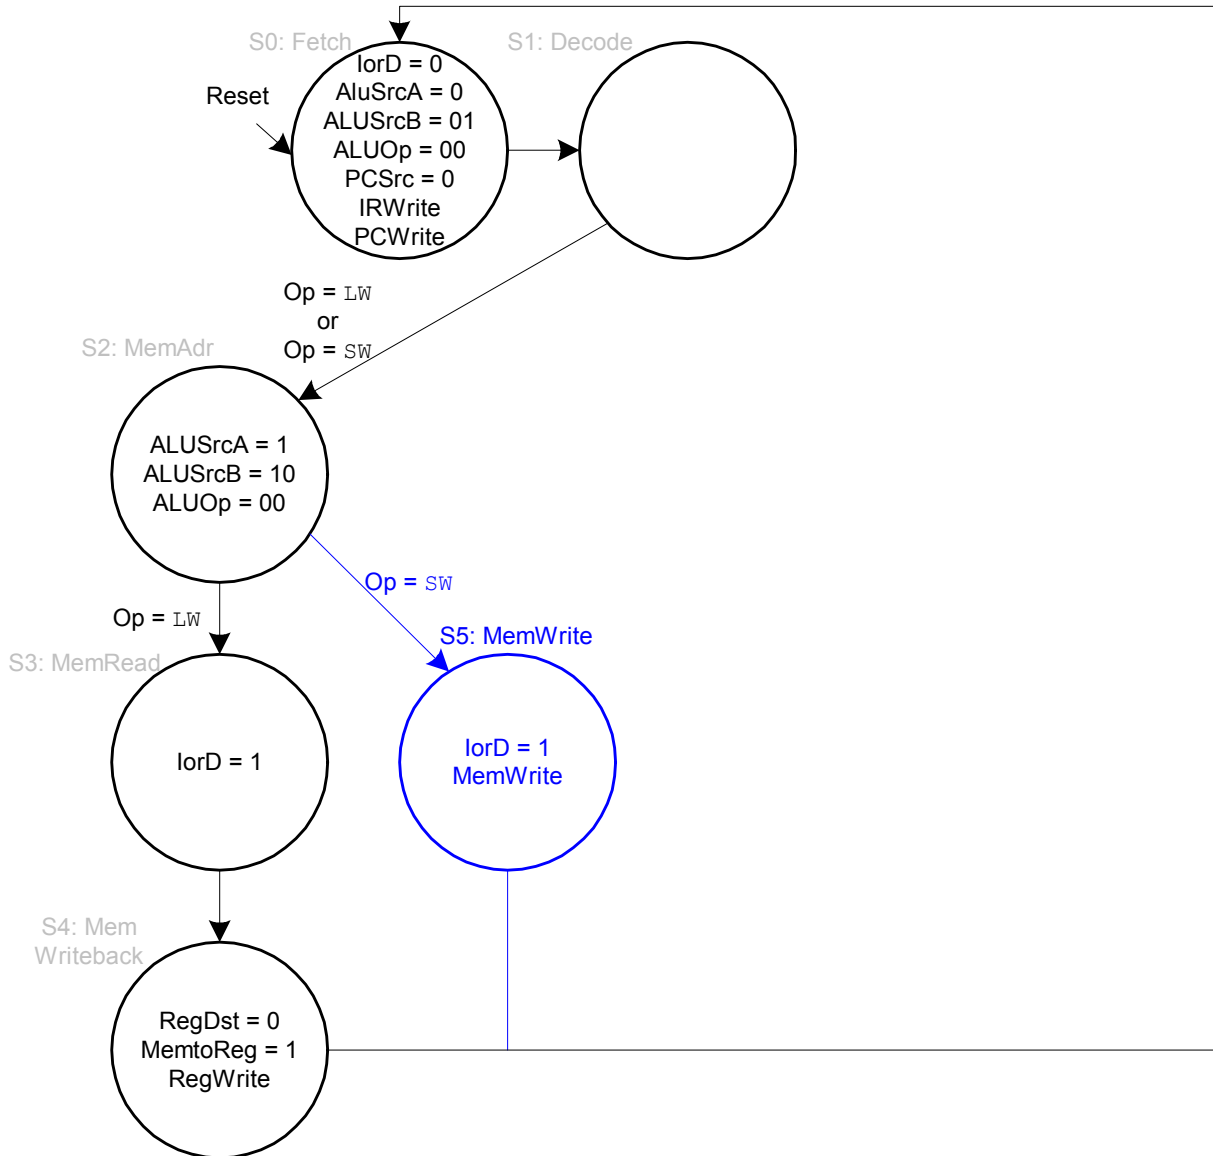 S0: Fetch
S1: Decode
Reset
IorD = 0
AluSrcA = 0
ALUSrcB = 01
ALUOp = 00
PCSrc = 0
IRWrite
PCWrite
Op = LW
or
Op = SW
S2: MemAdr
ALUSrcA = 1
ALUSrcB = 10
ALUOp = 00
Op = SW
Op = LW
S5: MemWrite
S3: MemRead
IorD = 1
IorD = 1
MemWrite
S4: Mem
Writeback
RegDst = 0
MemtoReg = 1
RegWrite